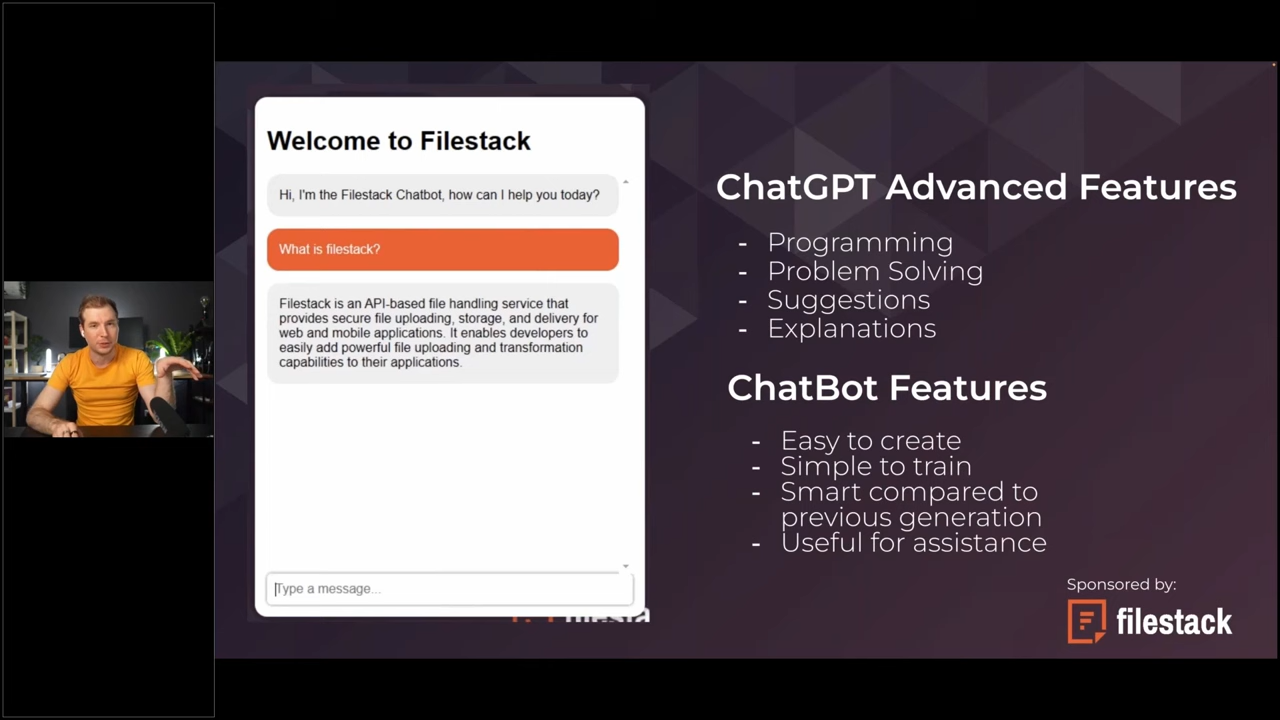 Welcome to Filestack
Hi, I'm the Filestack Chatbot, how can I help you today?
What is filestack?
Filestack is an API-based file handling service that
provides secure file uploading, storage, and delivery for
web and mobile applications. It enables developers to
easily add powerful file uploading and transformation
capabilities to their applications.
Type a message...
ChatGPT Advanced Features
- Programming
- Problem Solving
- Suggestions
- Explanations
ChatBot Features
- Easy to create
- Simple to train
- Smart compared to
previous generation
- Useful for assistance
Sponsored by:
filestack